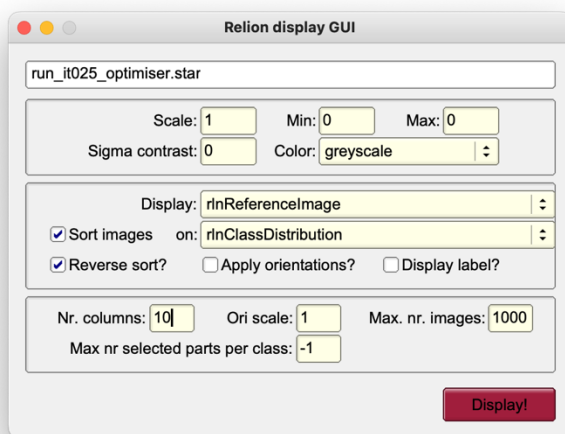 Relion display GUI
run_it025_optimiser.star
Scale: 1 Min: 0 Max: 0
Sigma contrast: 0 Color: greyscale
Display: rlnReferenceImage
Sort images on: rlnClassDistribution
Reverse sort? Apply orientations? Display label?
Nr. columns: 10 Ori scale: 1 Max. nr. images: 1000
Max nr selected parts per class: -1
Display!